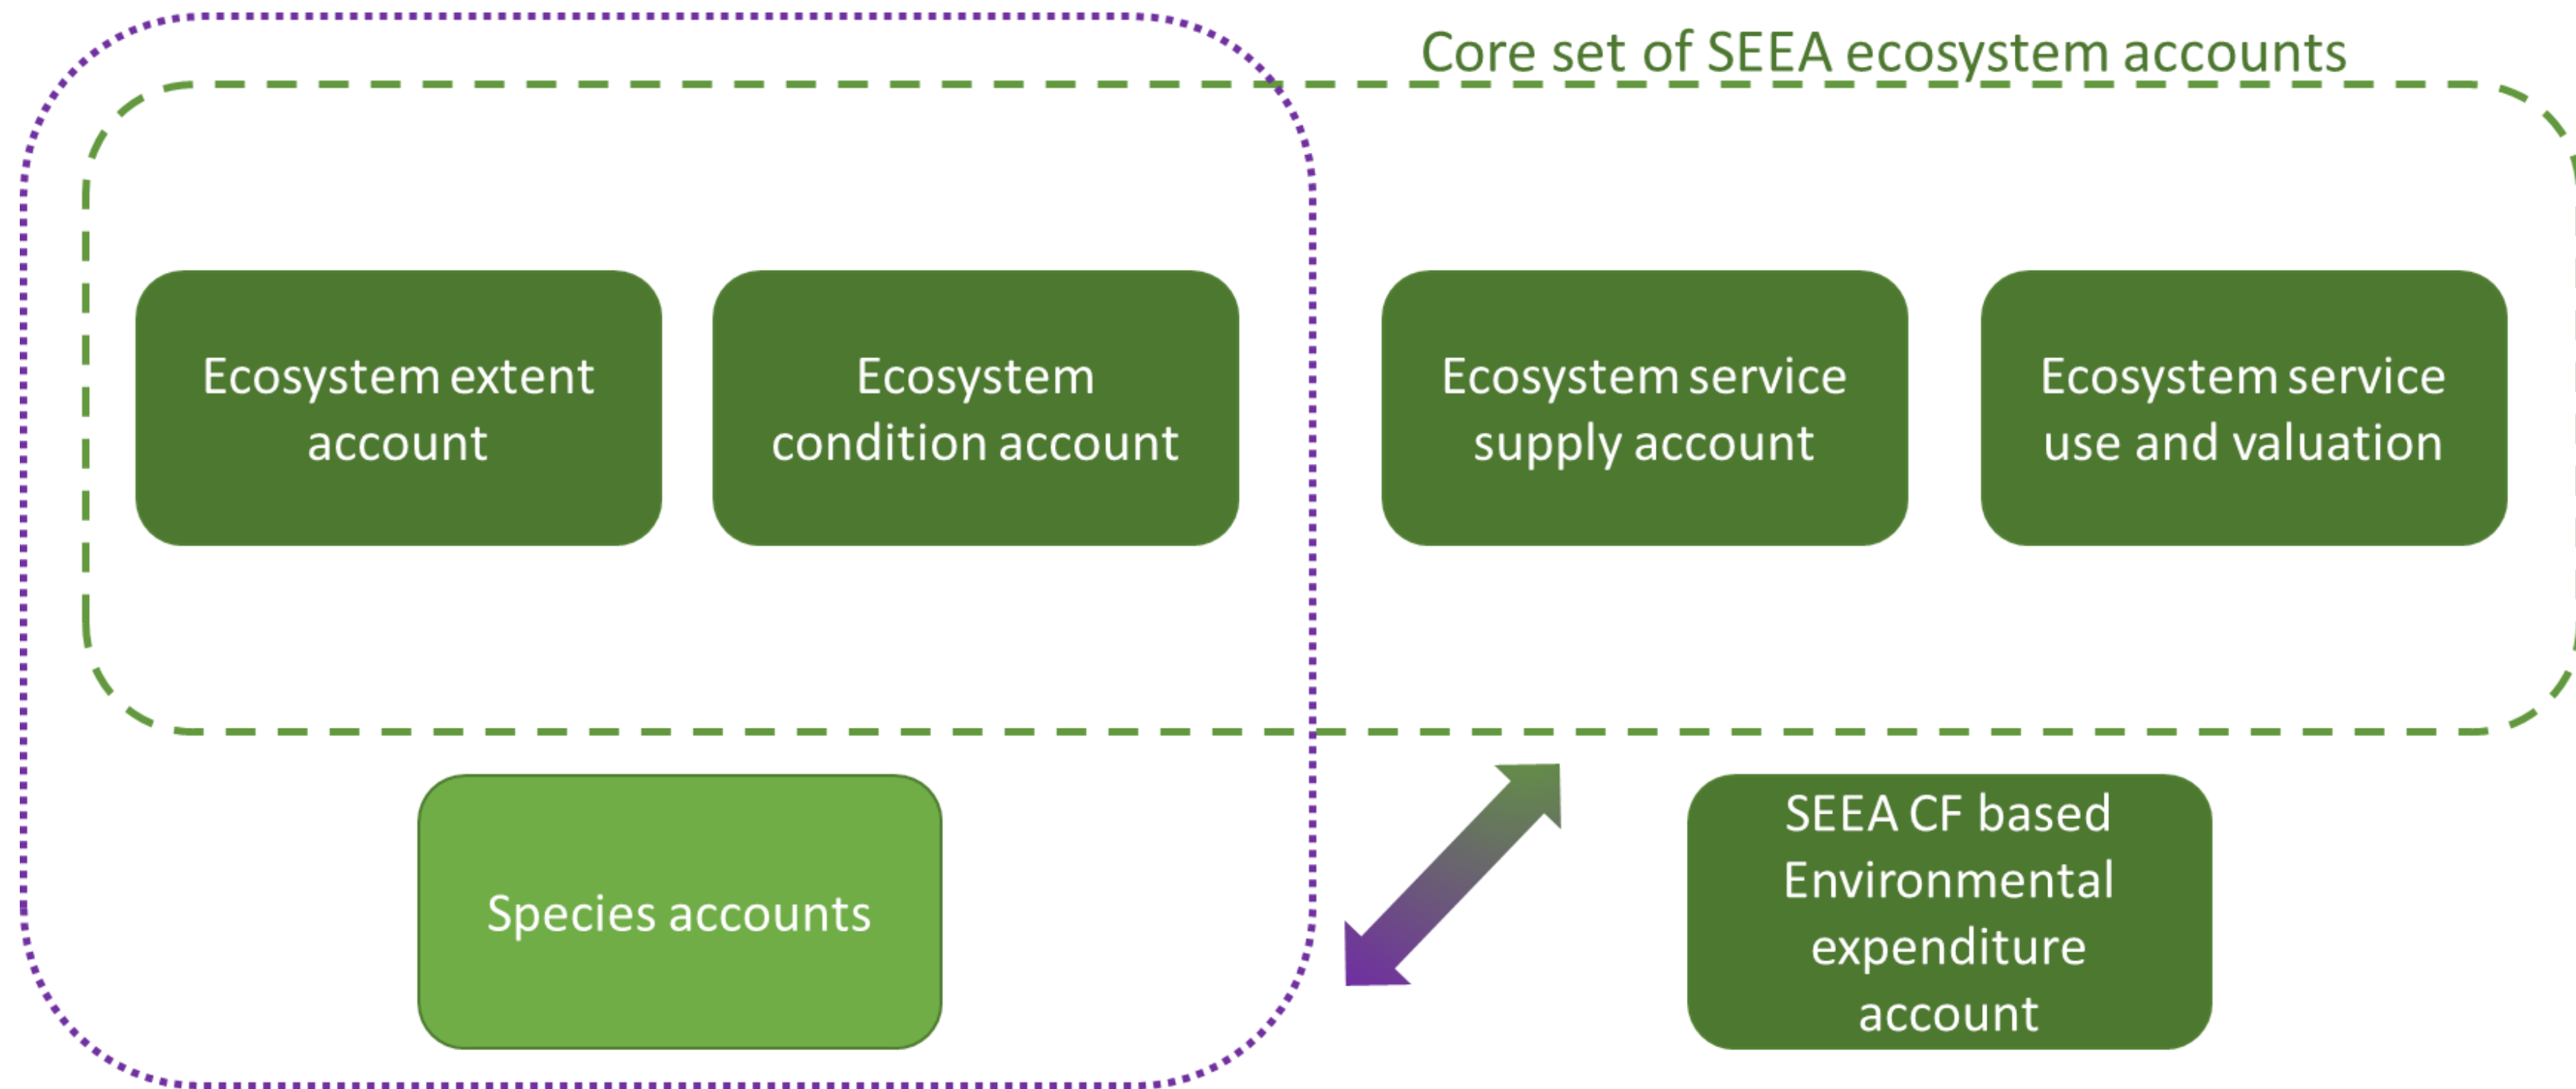 Core set of SEEA ecosystem accounts
Ecosystem extent
account
Ecosystem
condition account
Ecosystem service
supply account
Ecosystem service
use and valuation
Species accounts
SEEA CF based
Environmental
expenditure
account